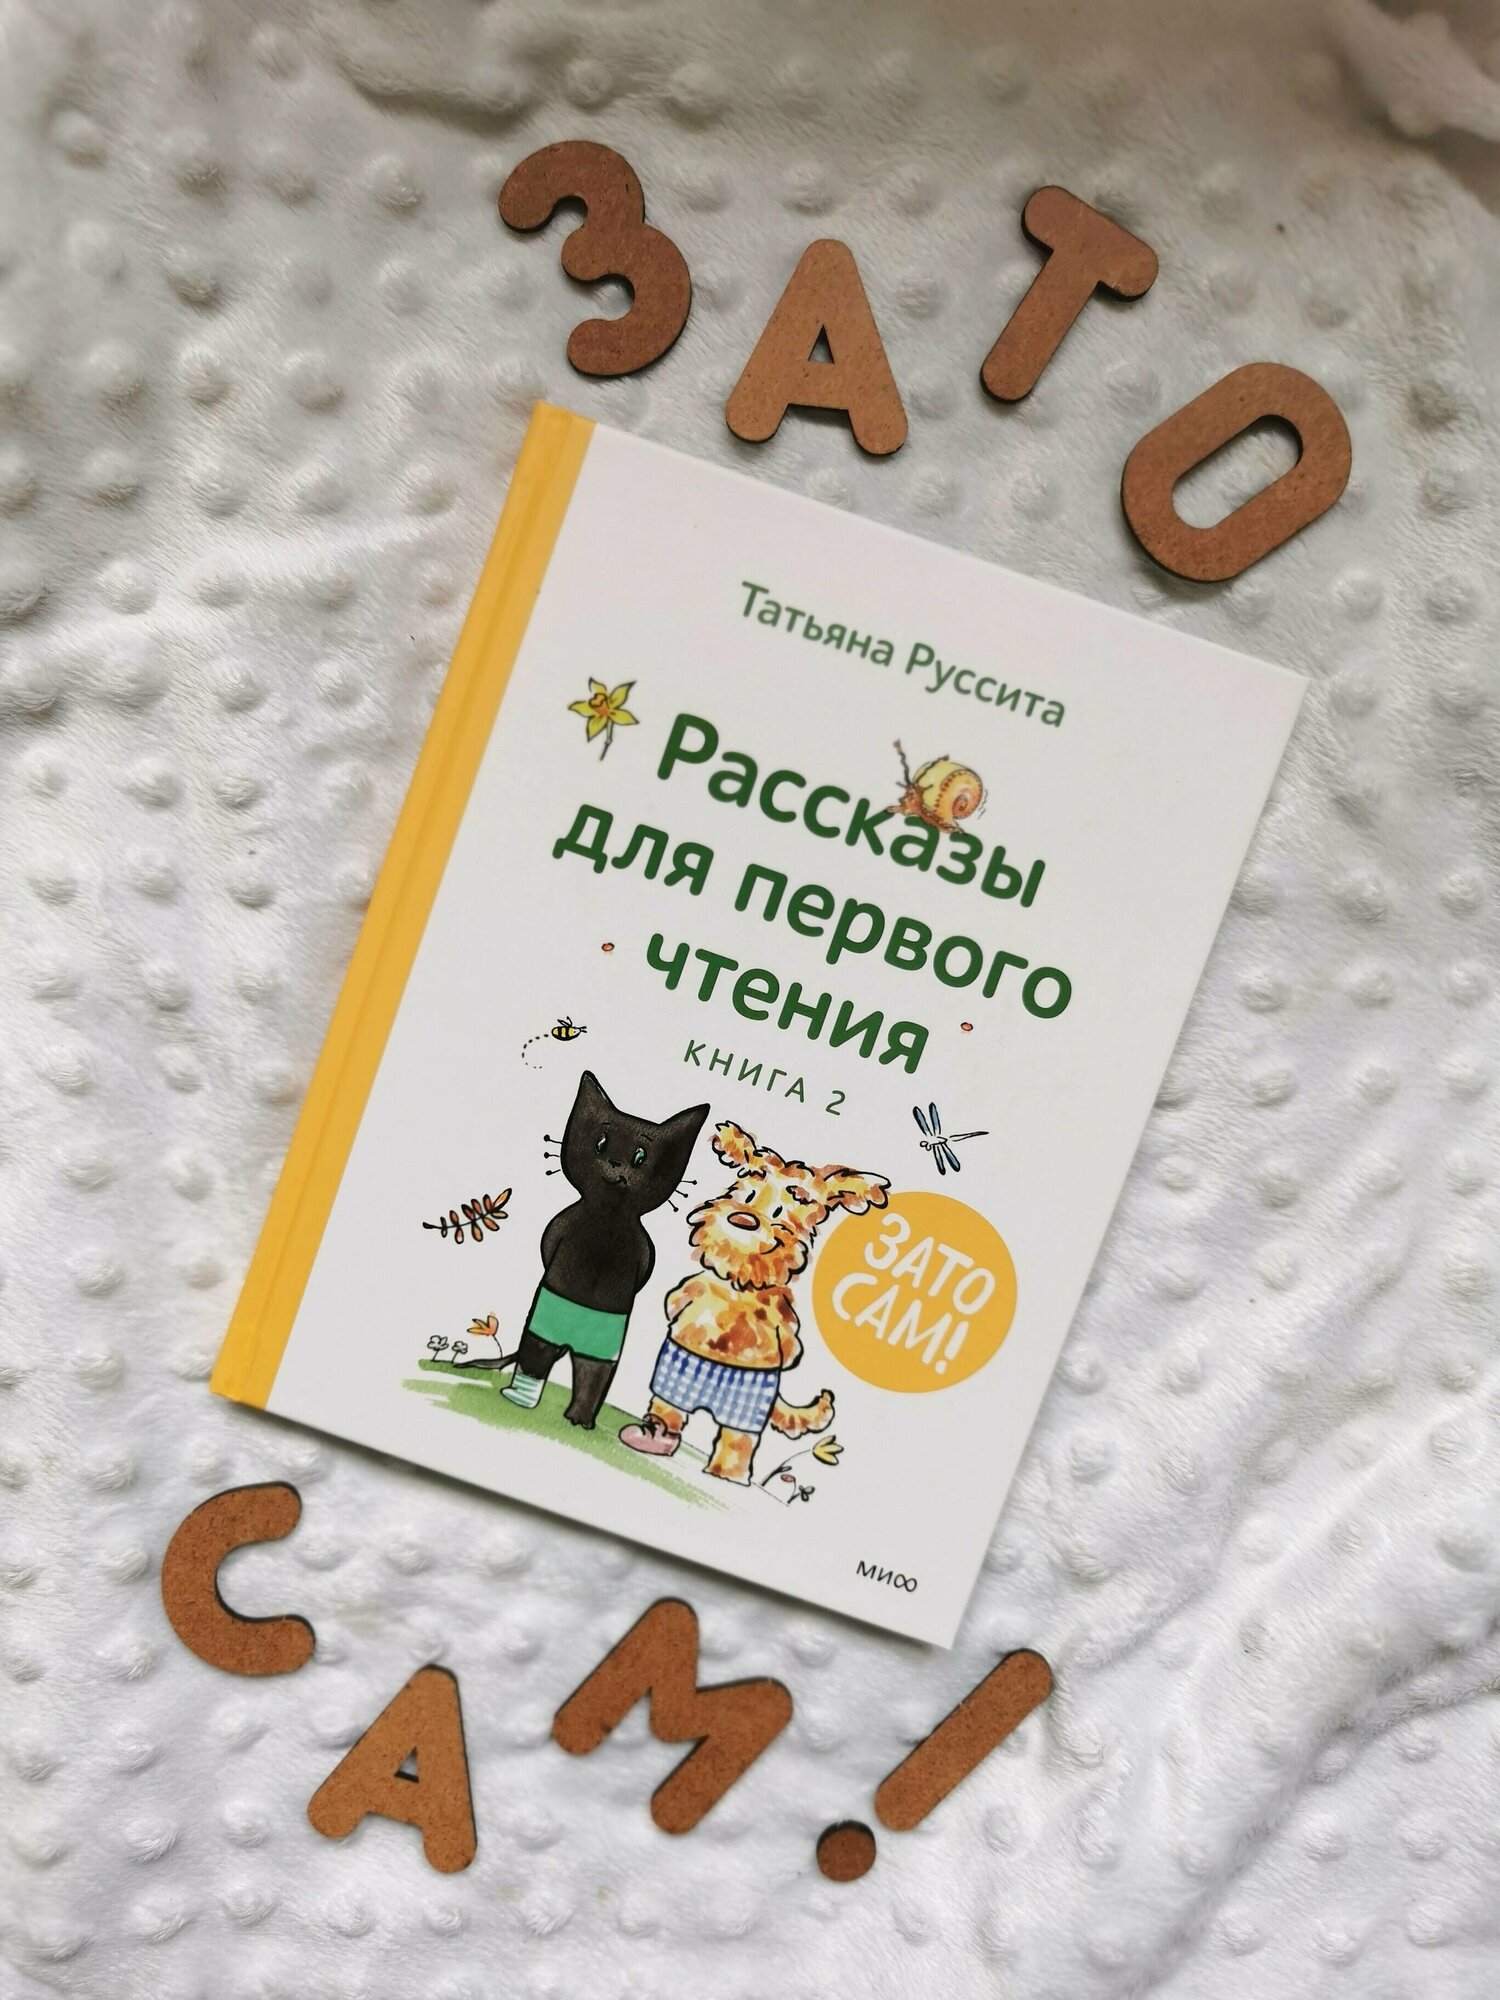 ЗАТО
Татьяна Руссита
Рассказы
для первого
чтения
КНИГА 2
ЗАТО
САМ!
МИФ
САМ!